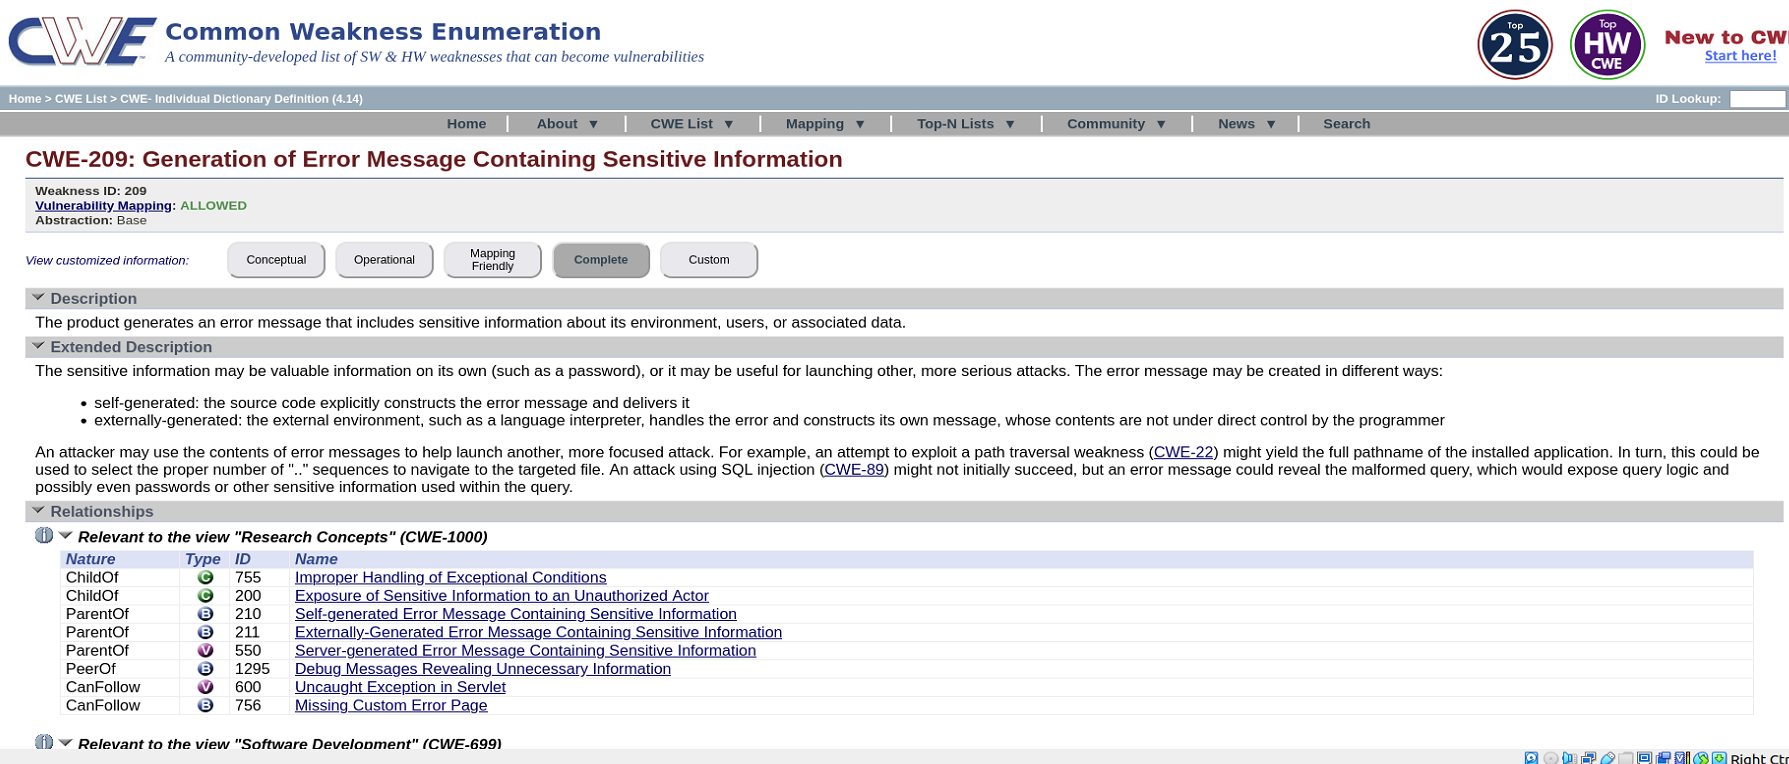 CWE
Common Weakness Enumeration
A community-developed list of SW & HW weaknesses that can become vulnerabilities
Top 25
Top HW CWE
New to CW
Start here!
Home > CWE List > CWE- Individual Dictionary Definition (4.14)
ID Lookup:
Home About ▼ CWE List ▼ Mapping ▼ Top-N Lists ▼ Community ▼ News ▼ Search
CWE-209: Generation of Error Message Containing Sensitive Information
Weakness ID: 209
Vulnerability Mapping: ALLOWED
Abstraction: Base
View customized information:
Conceptual Operational Mapping Friendly Complete Custom
Description
The product generates an error message that includes sensitive information about its environment, users, or associated data.
Extended Description
The sensitive information may be valuable information on its own (such as a password), or it may be useful for launching other, more serious attacks. The error message may be created in different ways:
• self-generated: the source code explicitly constructs the error message and delivers it
• externally-generated: the external environment, such as a language interpreter, handles the error and constructs its own message, whose contents are not under direct control by the programmer
An attacker may use the contents of error messages to help launch another, more focused attack. For example, an attempt to exploit a path traversal weakness (CWE-22) might yield the full pathname of the installed application. In turn, this could be
used to select the proper number of ".." sequences to navigate to the targeted file. An attack using SQL injection (CWE-89) might not initially succeed, but an error message could reveal the malformed query, which would expose query logic and
possibly even passwords or other sensitive information used within the query.
Relationships
Relevant to the view "Research Concepts" (CWE-1000)
Nature Type ID Name
ChildOf C 755 Improper Handling of Exceptional Conditions
ChildOf C 200 Exposure of Sensitive Information to an Unauthorized Actor
ParentOf B 210 Self-generated Error Message Containing Sensitive Information
ParentOf B 211 Externally-Generated Error Message Containing Sensitive Information
ParentOf V 550 Server-generated Error Message Containing Sensitive Information
PeerOf B 1295 Debug Messages Revealing Unnecessary Information
CanFollow V 600 Uncaught Exception in Servlet
CanFollow B 756 Missing Custom Error Page
Relevant to the view "Software Development" (CWE-699)
Right Ctr